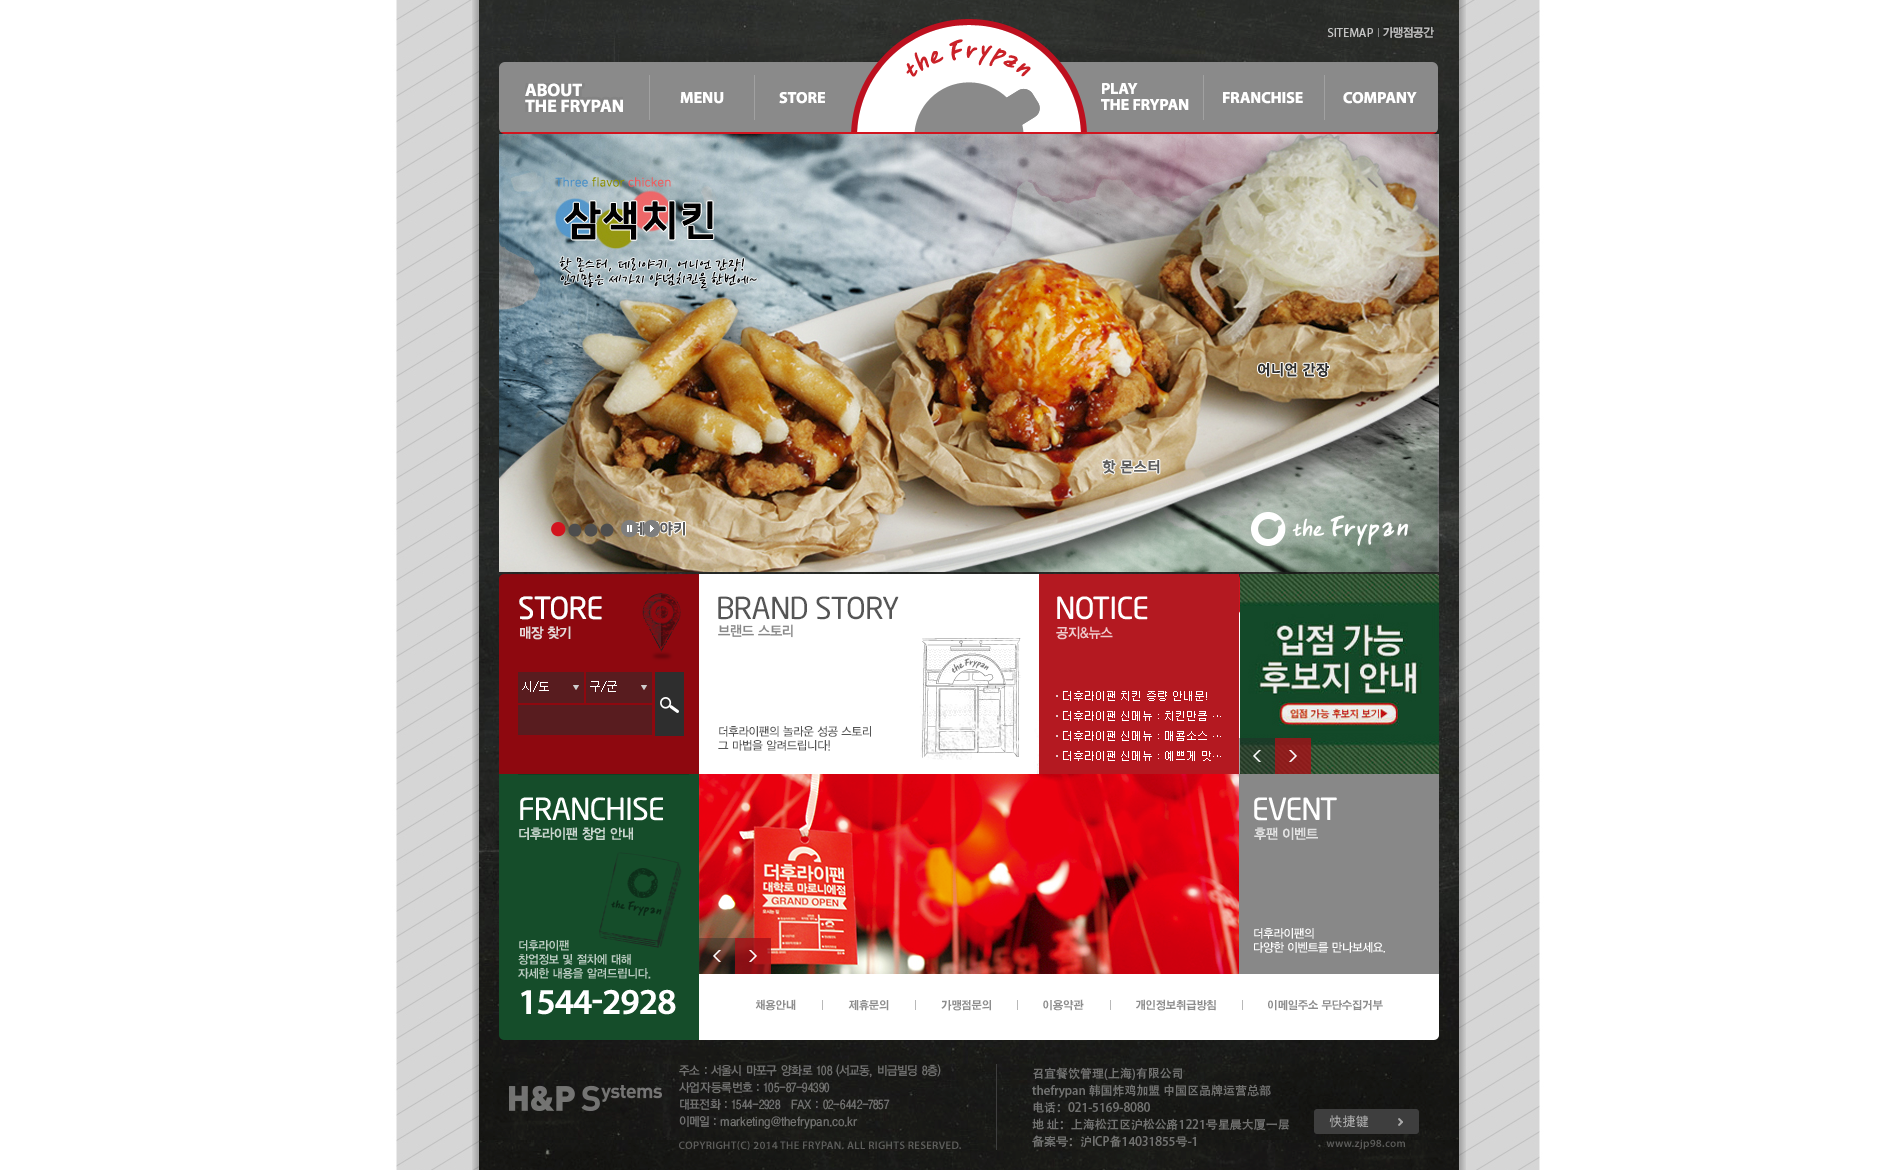 SITEMAP | 가맹점공간
ABOUT
THE FRYPAN
MENU
STORE
the Frypan
PLAY
THE FRYPAN
FRANCHISE
COMPANY
Three flavor chicken
삼색치킨
핫 몬스터, 데리야키, 어니언 간장!
인기많은 세가지 양념치킨을 한번에~
어니언 간장
핫 몬스터
야키
the Frypan
STORE
매장 찾기
시/도
구/군
BRAND STORY
브랜드 스토리
the Frypan
더후라이팬의 놀라운 성공 스토리
그 마법을 알려드립니다!
NOTICE
공지&뉴스
· 더후라이팬 치킨 중량 안내문!
· 더후라이팬 신메뉴 : 치킨만큼 …
· 더후라이팬 신메뉴 : 매콤소스 …
· 더후라이팬 신메뉴 : 예쁘게 맛…
입점 가능
후보지 안내
입점 가능 후보지 보기▶
FRANCHISE
더후라이팬 창업 안내
the Frypan
더후라이팬
창업정보 및 절차에 대해
자세한 내용을 알려드립니다.
1544-2928
더후라이팬
대학로 마로니에점
GRAND OPEN
EVENT
후팬 이벤트
더후라이팬의
다양한 이벤트를 만나보세요.
채용안내
제휴문의
가맹점문의
이용약관
개인정보취급방침
이메일주소 무단수집거부
H&P Systems
주소 : 서울시 마포구 양화로 108 (서교동, 비금빌딩 8층)
사업자등록번호 : 105-87-94390
대표전화 : 1544-2928 FAX : 02-6442-7857
이메일 : marketing@thefrypan.co.kr
COPYRIGHT(C) 2014 THE FRYPAN. ALL RIGHTS RESERVED.
召宜餐饮管理(上海)有限公司
thefrypan 韩国炸鸡加盟 中国区品牌运营总部
电话：021-5169-8080
地 址：上海松江区沪松公路1221号星晨大厦一层
备案号：沪ICP备14031855号-1
快捷键
www.zjp98.com